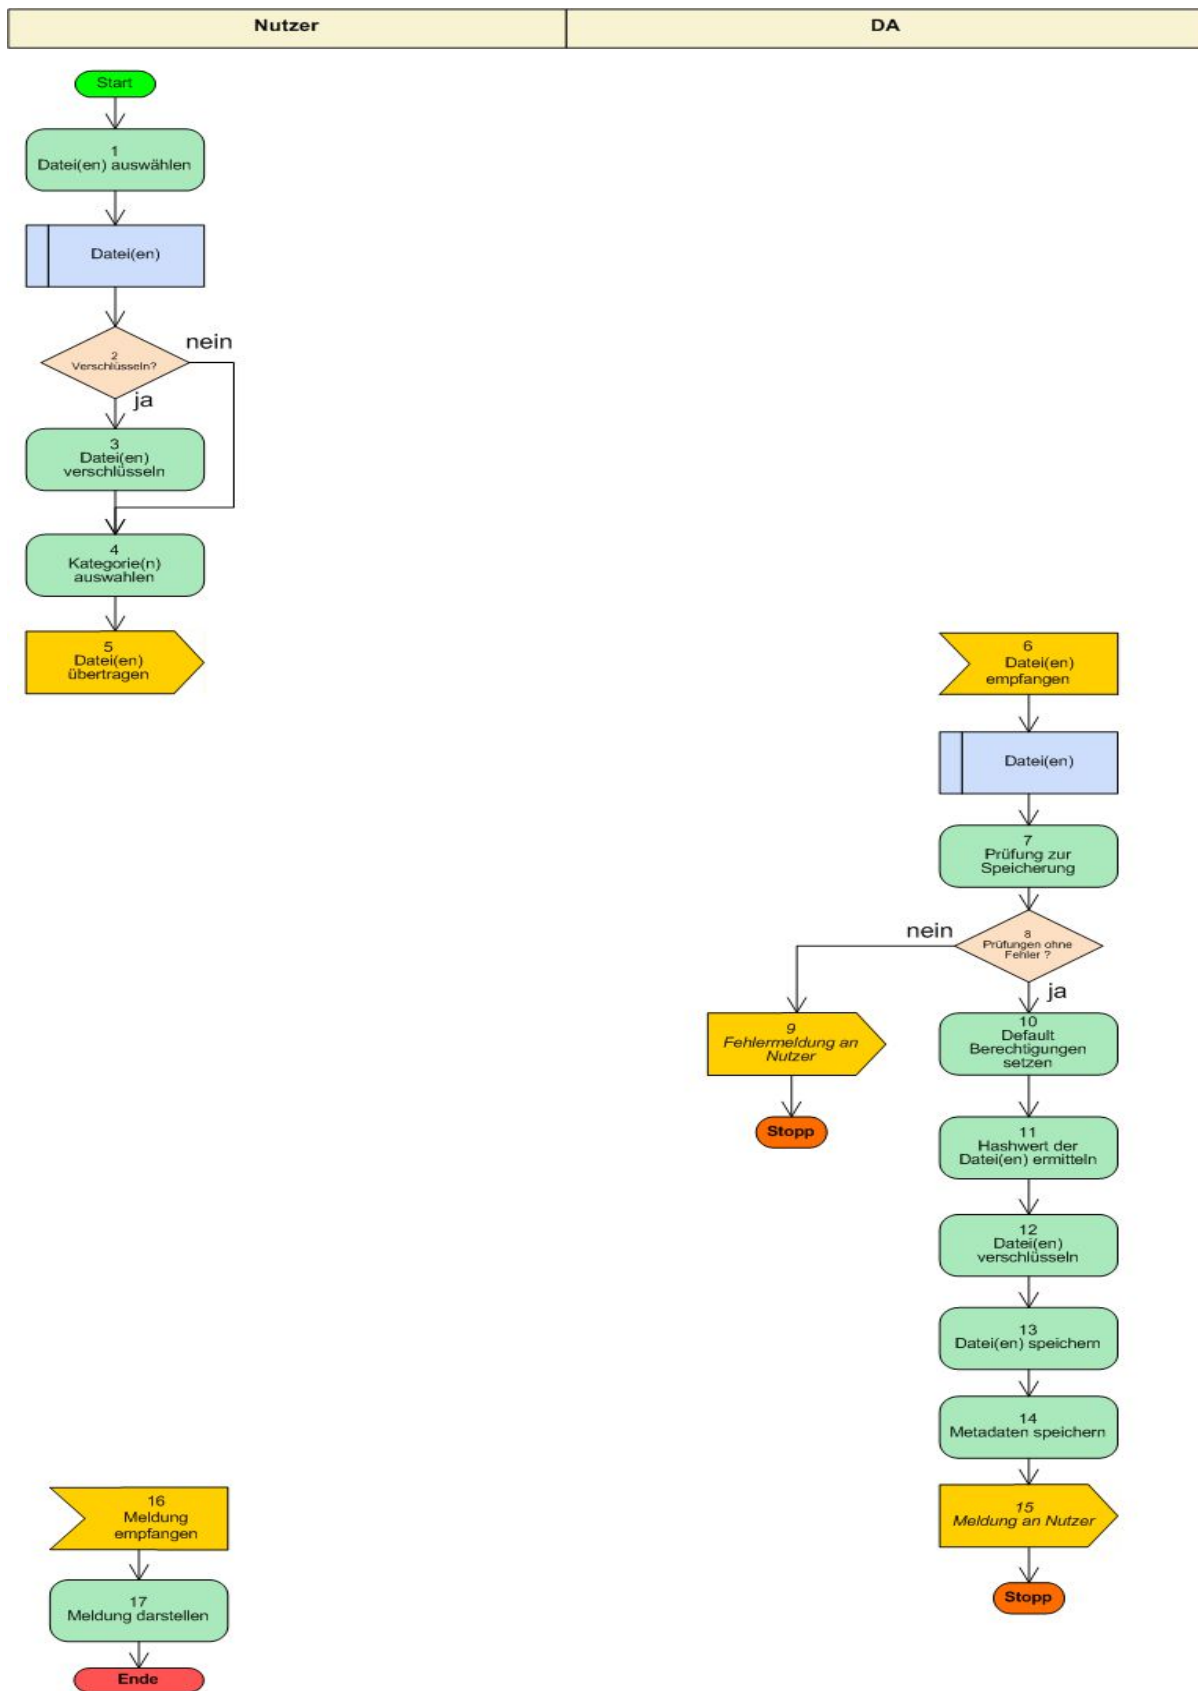 Nutzer
DA
Start
1
Datei(en) auswählen
Datei(en)
2
Verschlüsseln?
nein
ja
3
Datei(en)
verschlüsseln
4
Kategorie(n)
auswahlen
5
Datei(en)
übertragen
6
Datei(en)
empfangen
Datei(en)
7
Prüfung zur
Speicherung
8
Prüfungen ohne
Fehler ?
nein
ja
9
Fehlermeldung an
Nutzer
Stopp
10
Default
Berechtigungen
setzen
11
Hashwert der
Datei(en) ermitteln
12
Datei(en)
verschlüsseln
13
Datei(en) speichern
14
Metadaten speichern
15
Meldung an Nutzer
Stopp
16
Meldung
empfangen
17
Meldung darstellen
Ende